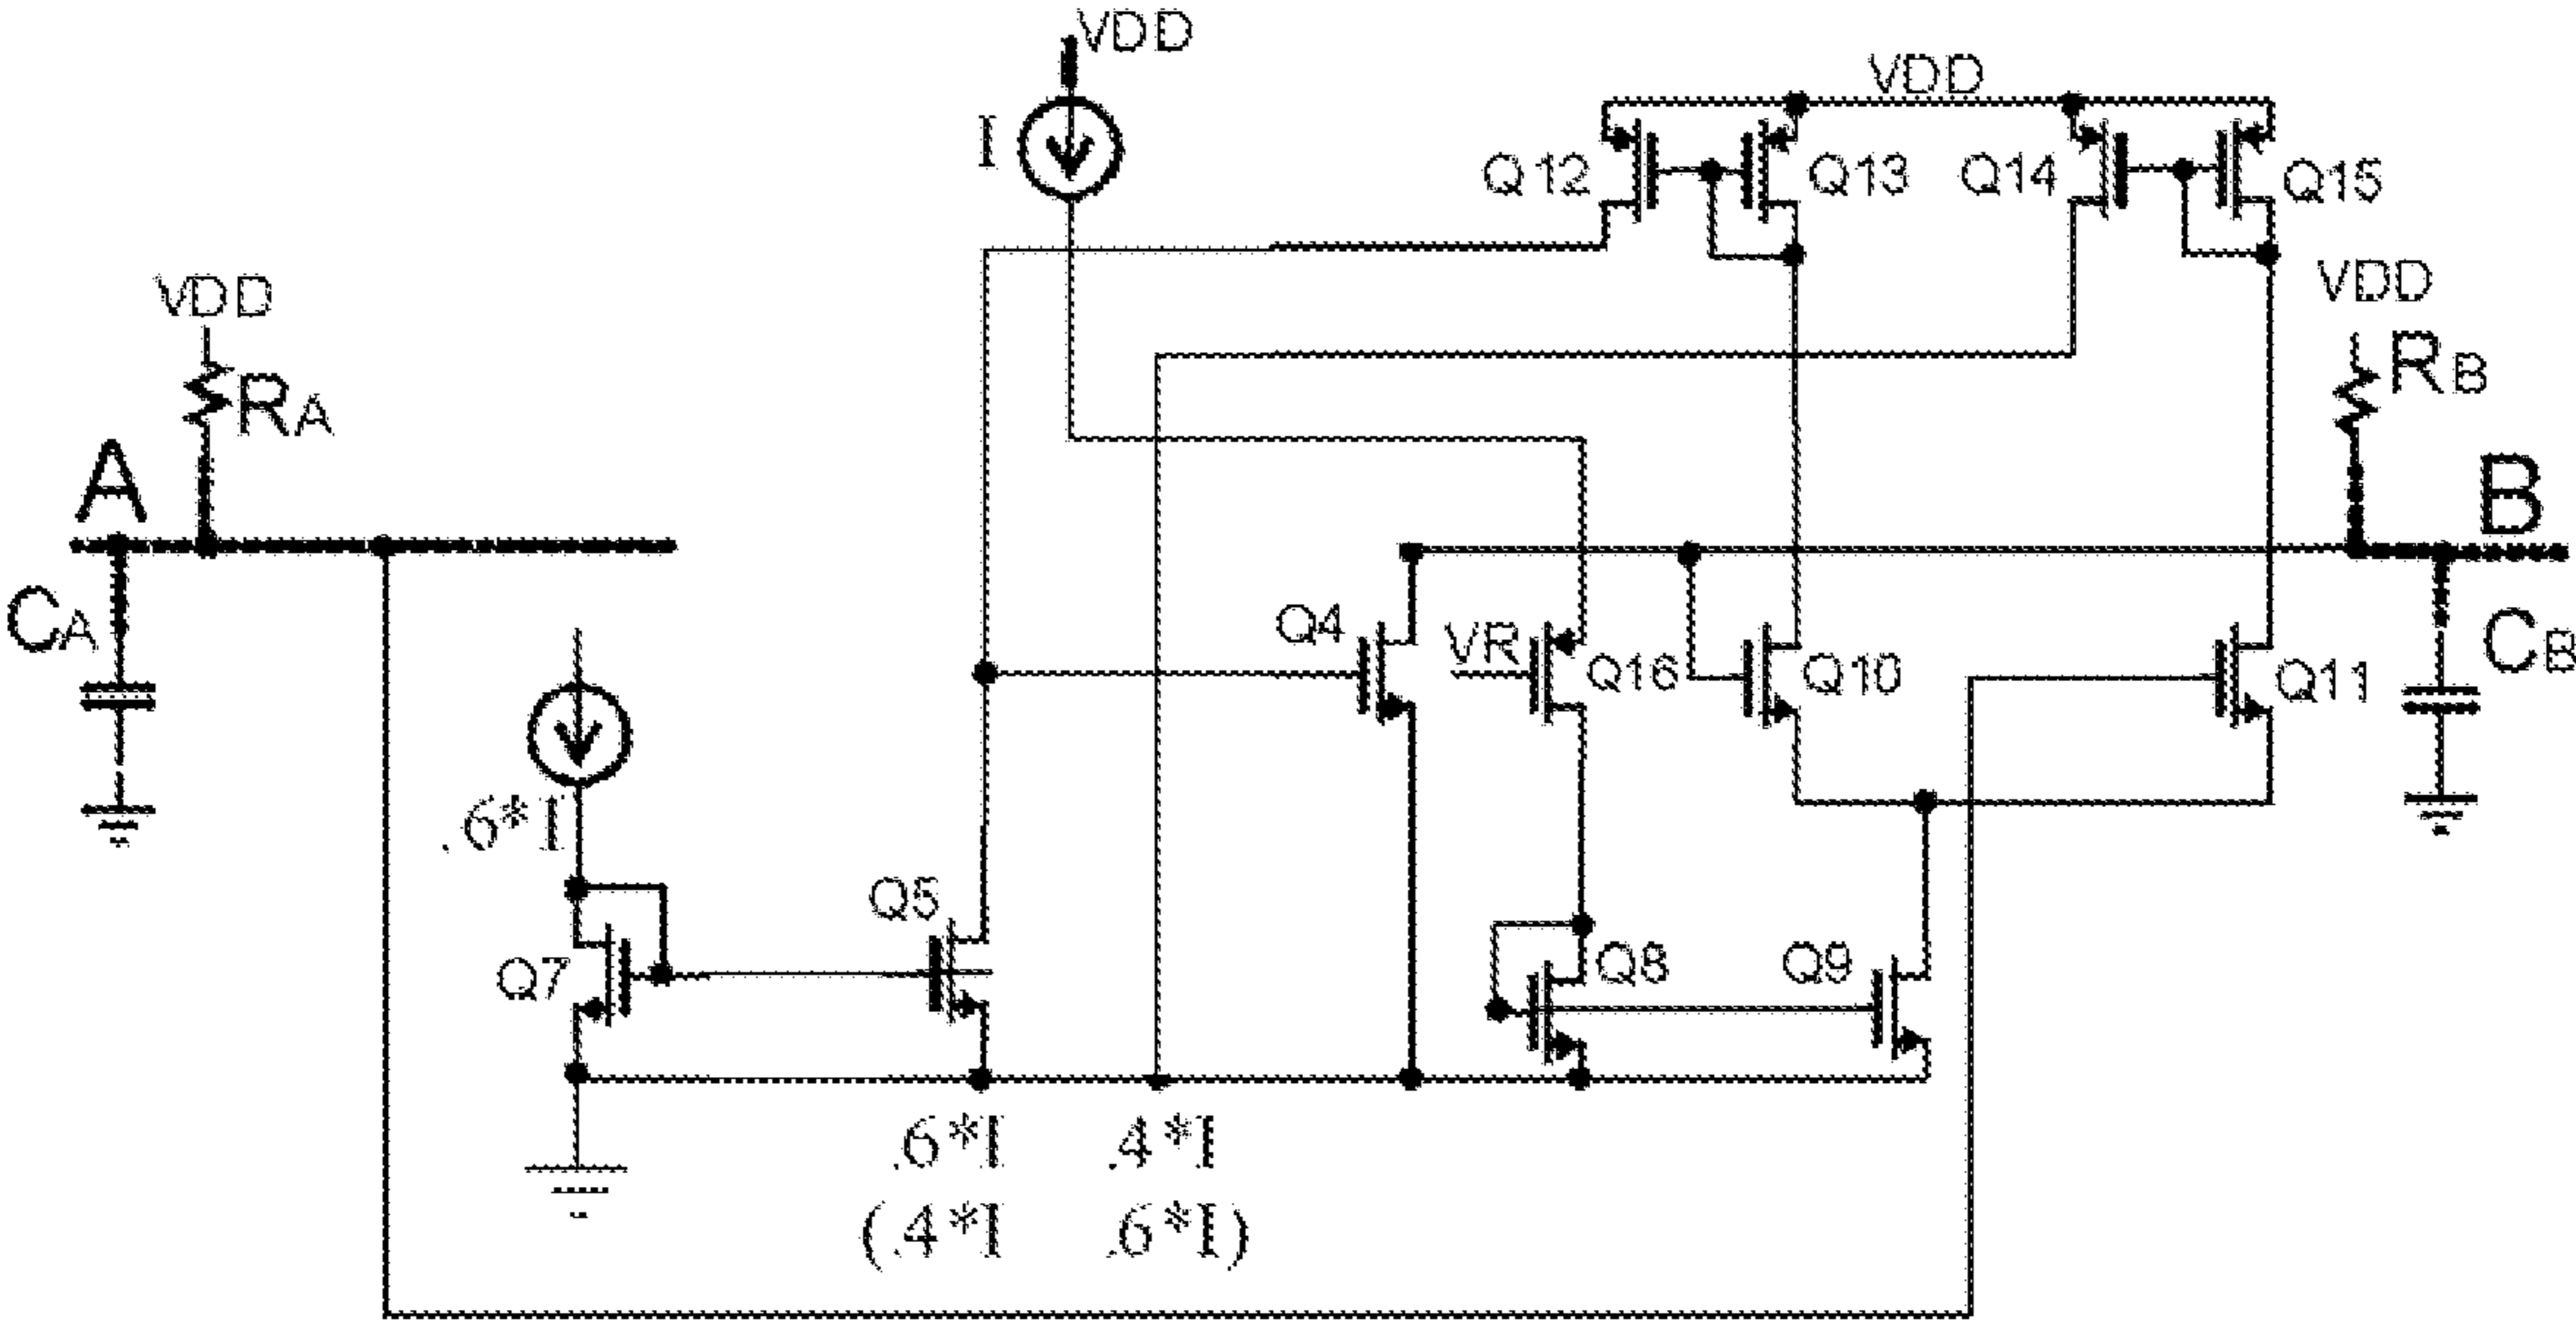 VDD
I
VDD
Q12
Q13
Q14
Q15
VDD
RA
VDD
RB
A
B
CA
Q4
VR
Q16
Q10
Q11
CB
.6*I
Q5
Q7
Q8
Q9
.6*I .4*I
(.4*I .6*I)